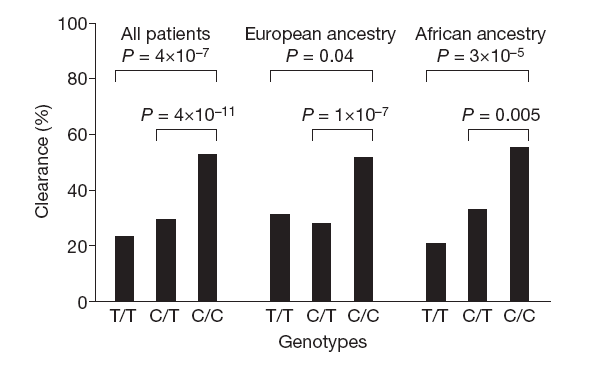 100
All patients
P = 4×10⁻⁷
European ancestry
P = 0.04
African ancestry
P = 3×10⁻⁵
80
P = 4×10⁻¹¹
P = 1×10⁻⁷
P = 0.005
60
40
20
0
Clearance (%)
T/T C/T C/C
T/T C/T C/C
T/T C/T C/C
Genotypes